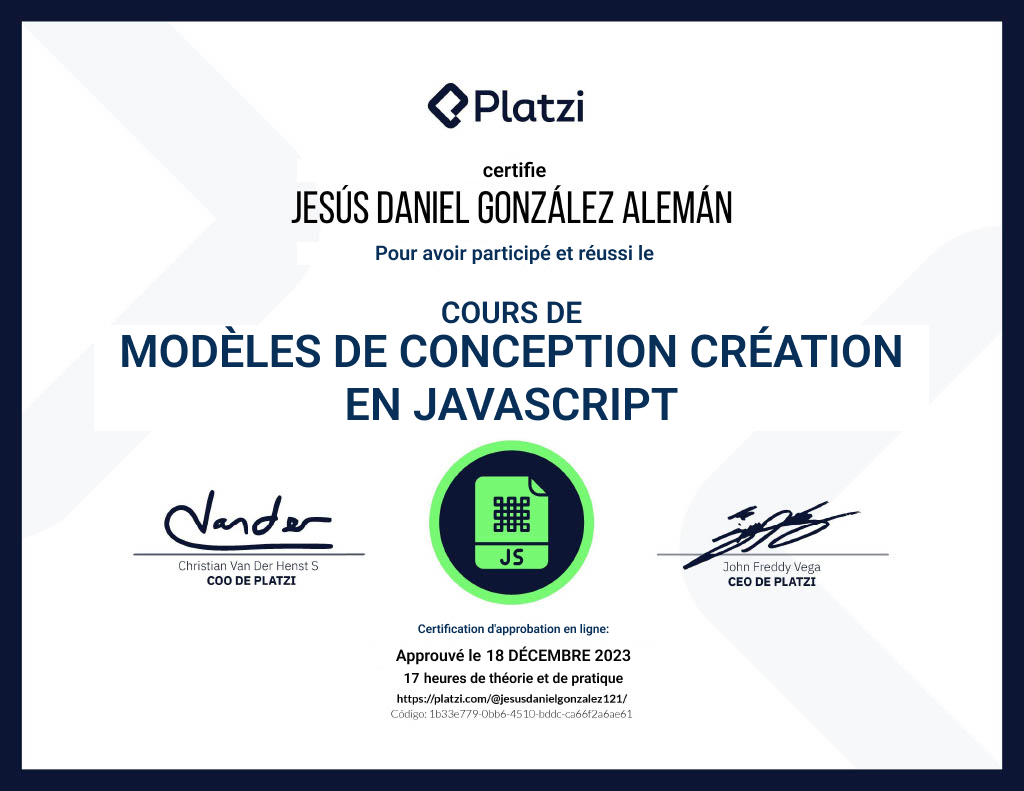 Platzi
certifie
JESÚS DANIEL GONZÁLEZ ALEMÁN
Pour avoir participé et réussi le
COURS DE
MODÈLES DE CONCEPTION CRÉATION
EN JAVASCRIPT
Vander
JS
Christian Van Der Henst S
COO DE PLATZI
John Freddy Vega
CEO DE PLATZI
Certification d'approbation en ligne:
Approuvé le 18 DÉCEMBRE 2023
17 heures de théorie et de pratique
https://platzi.com/@jesusdanielgonzalez121/
Código: 1b33e779-0bb6-4510-bddc-ca66f2a6ae61